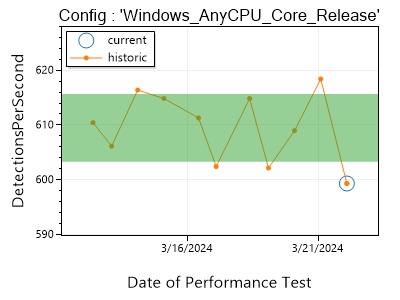 Config : 'Windows_AnyCPU_Core_Release'
current
historic
DetectionsPerSecond
620
610
600
590
3/16/2024
3/21/2024
Date of Performance Test